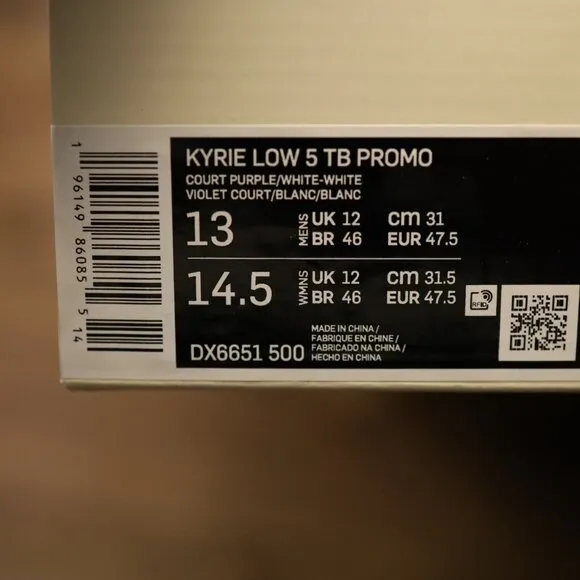 KYRIE LOW 5 TB PROMO
COURT PURPLE/WHITE-WHITE
VIOLET COURT/BLANC/BLANC
13 MENS UK 12 cm 31
BR 46 EUR 47.5
14.5 WMNS UK 12 cm 31.5
BR 46 EUR 47.5
RFID
MADE IN CHINA /
FABRIQUE EN CHINE /
FABRICADO NA CHINA /
HECHO EN CHINA
DX6651 500
1 96149 86085 5 14